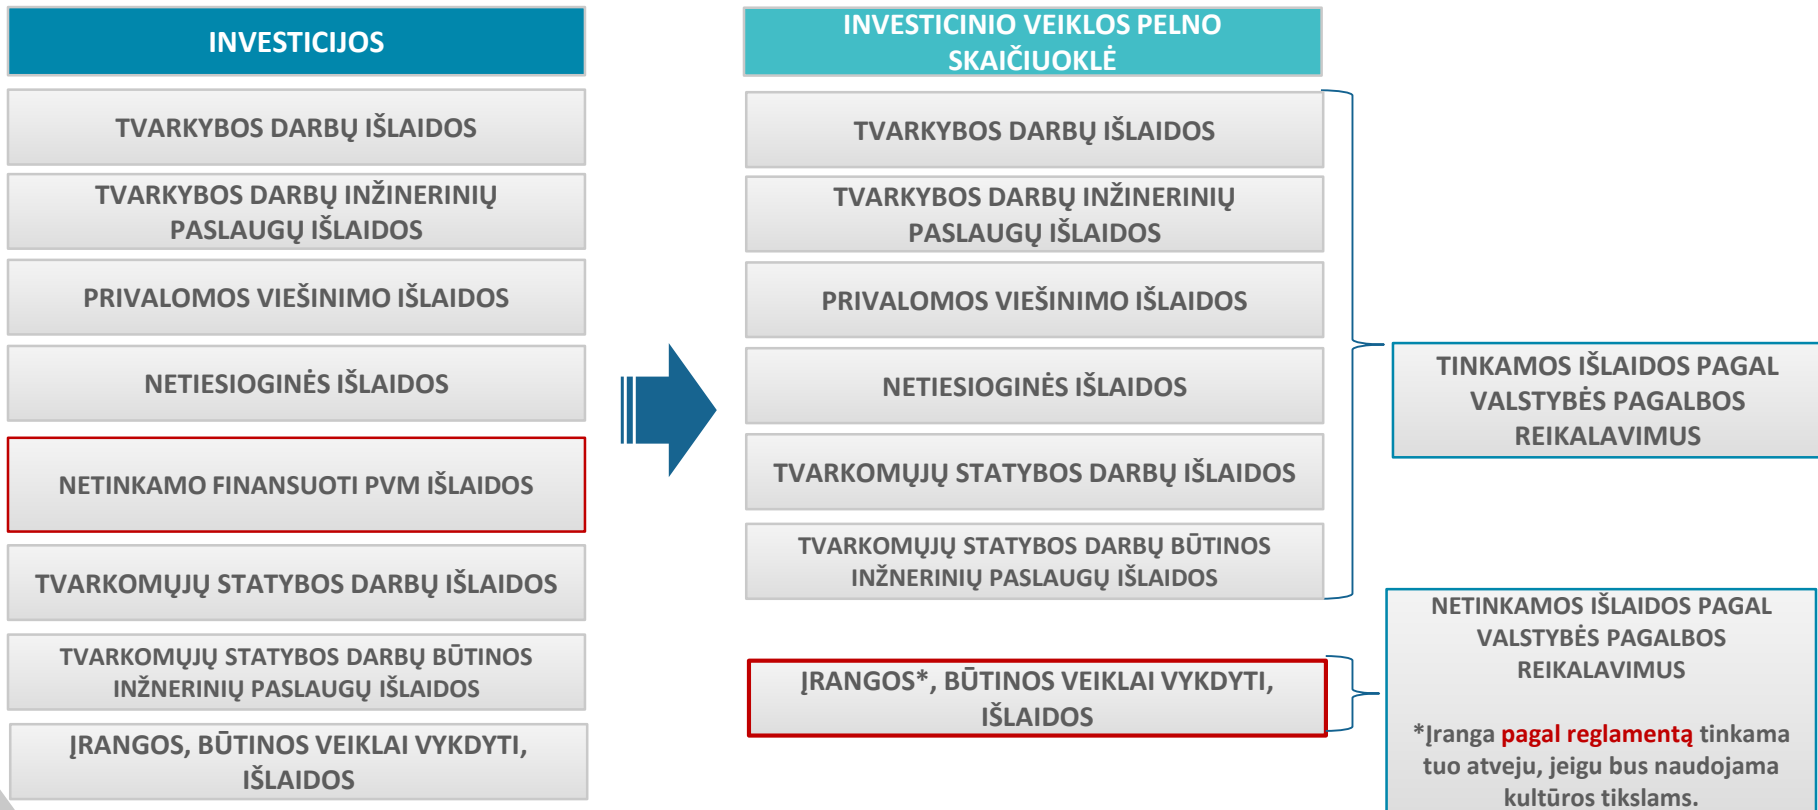 INVESTICIJOS
TVARKYBOS DARBŲ IŠLAIDOS
TVARKYBOS DARBŲ INŽINERINIŲ
PASLAUGŲ IŠLAIDOS
PRIVALOMOS VIEŠINIMO IŠLAIDOS
NETIESIOGINĖS IŠLAIDOS
NETINKAMO FINANSUOTI PVM IŠLAIDOS
TVARKOMŲJŲ STATYBOS DARBŲ IŠLAIDOS
TVARKOMŲJŲ STATYBOS DARBŲ BŪTINOS
INŽNERINIŲ PASLAUGŲ IŠLAIDOS
ĮRANGOS, BŪTINOS VEIKLAI VYKDYTI,
IŠLAIDOS
INVESTICINIO VEIKLOS PELNO
SKAIČIUOKLĖ
TVARKYBOS DARBŲ IŠLAIDOS
TVARKYBOS DARBŲ INŽINERINIŲ
PASLAUGŲ IŠLAIDOS
PRIVALOMOS VIEŠINIMO IŠLAIDOS
NETIESIOGINĖS IŠLAIDOS
TVARKOMŲJŲ STATYBOS DARBŲ IŠLAIDOS
TVARKOMŲJŲ STATYBOS DARBŲ BŪTINOS
INŽNERINIŲ PASLAUGŲ IŠLAIDOS
ĮRANGOS*, BŪTINOS VEIKLAI VYKDYTI,
IŠLAIDOS
TINKAMOS IŠLAIDOS PAGAL
VALSTYBĖS PAGALBOS
REIKALAVIMUS
NETINKAMOS IŠLAIDOS PAGAL
VALSTYBĖS PAGALBOS
REIKALAVIMUS
*Įranga pagal reglamentą tinkama
tuo atveju, jeigu bus naudojama
kultūros tikslams.